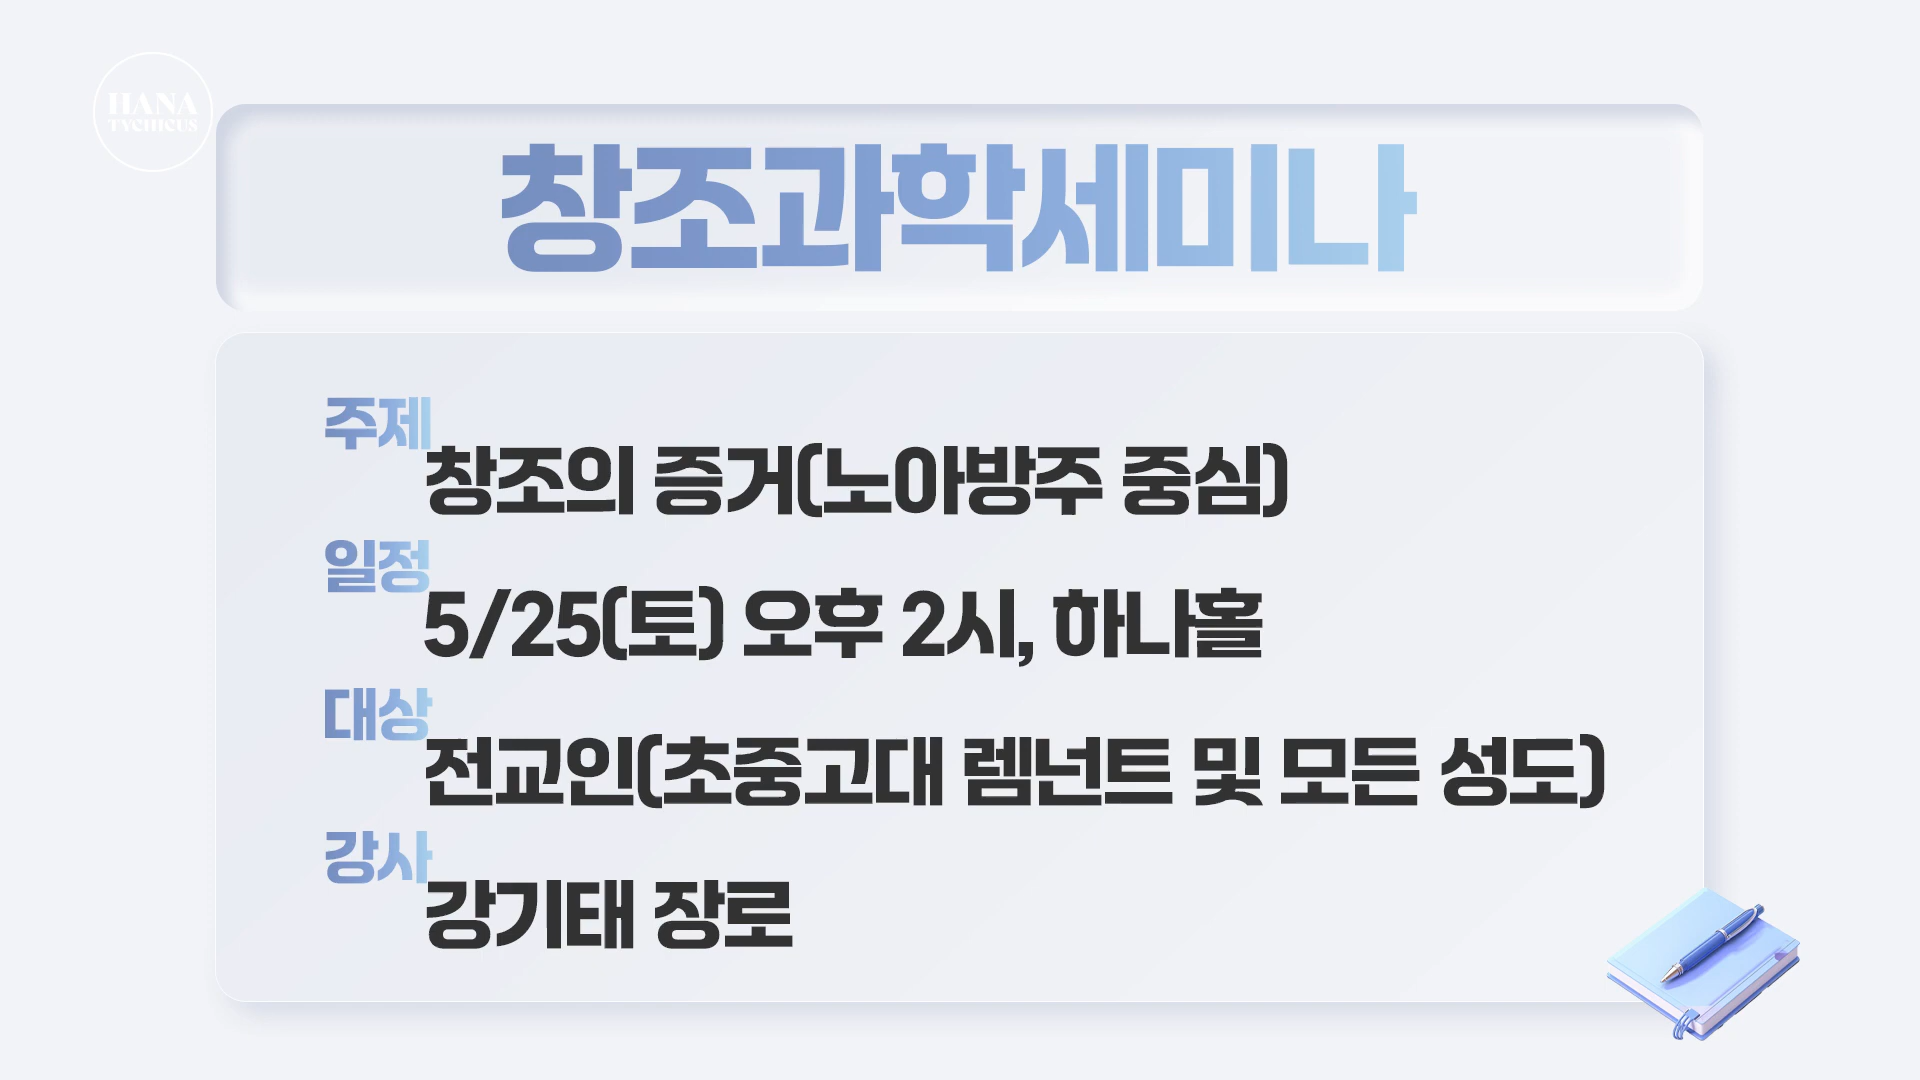 HANA
TYCHICUS
창조과학세미나
주제
창조의 증거(노아방주 중심)
일정
5/25(토) 오후 2시, 하나홀
대상
전교인(초중고대 렘넌트 및 모든 성도)
강사
강기태 장로